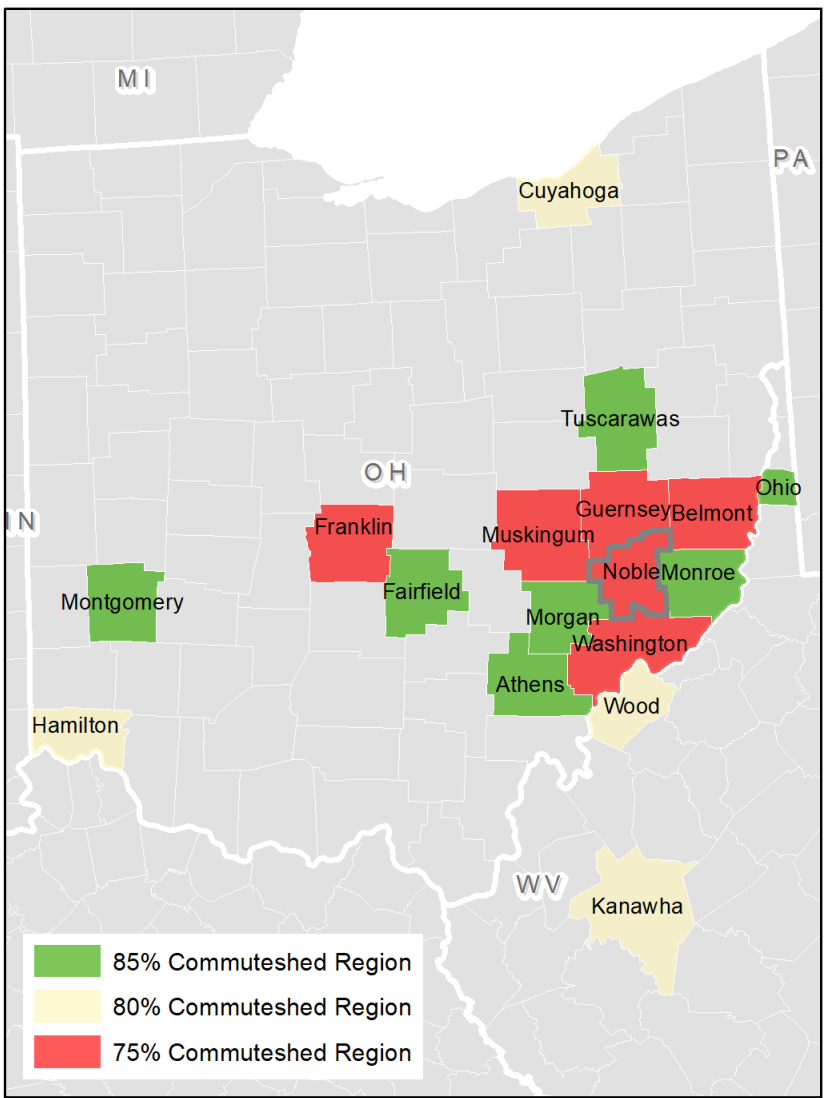 MI
PA
Cuyahoga
Tuscarawas
OH
Ohio
Guernsey
Belmont
IN
Franklin
Muskingum
Noble
Monroe
Montgomery
Fairfield
Morgan
Washington
Athens
Wood
Hamilton
WV
Kanawha
85% Commuteshed Region
80% Commuteshed Region
75% Commuteshed Region